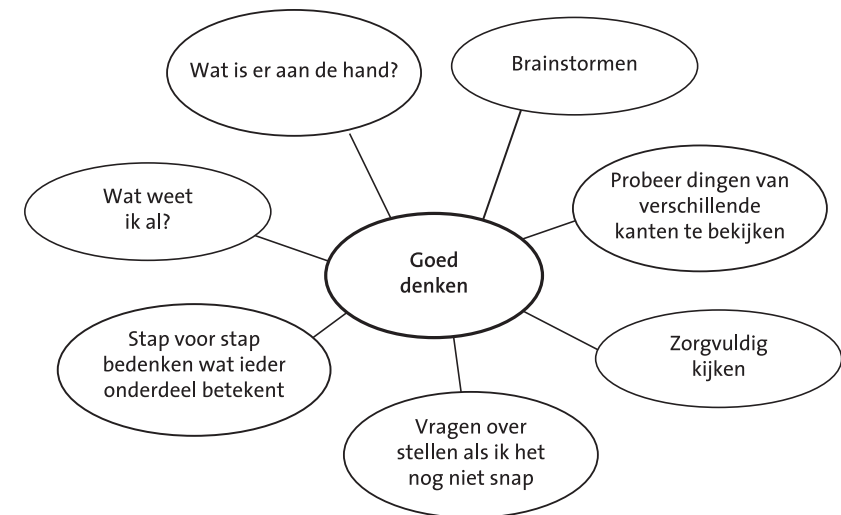 Wat is er aan de hand?
Brainstormen
Wat weet
ik al?
Probeer dingen van
verschillende
kanten te bekijken
Goed
denken
Stap voor stap
bedenken wat ieder
onderdeel betekent
Zorgvuldig
kijken
Vragen over
stellen als ik het
nog niet snap